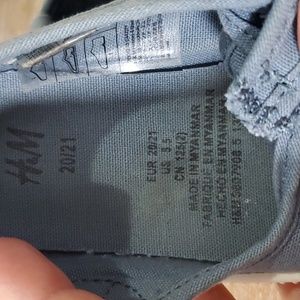 H&M
20/21
EUR 20/21
US 5.5
CN 125(2)
MADE IN MYANMAR
FABRIQUÉ EN MYANMAR
HECHO EN MYANMAR